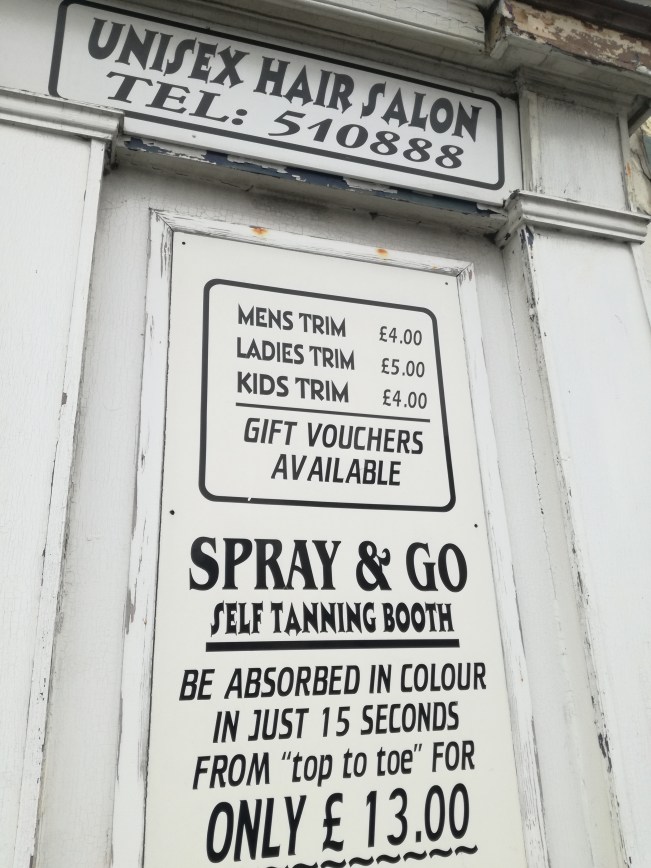 UNISEX HAIR SALON
TEL: 510888
MENS TRIM £4.00
LADIES TRIM £5.00
KIDS TRIM £4.00
GIFT VOUCHERS
AVAILABLE
SPRAY & GO
SELF TANNING BOOTH
BE ABSORBED IN COLOUR
IN JUST 15 SECONDS
FROM "top to toe" FOR
ONLY £ 13.00